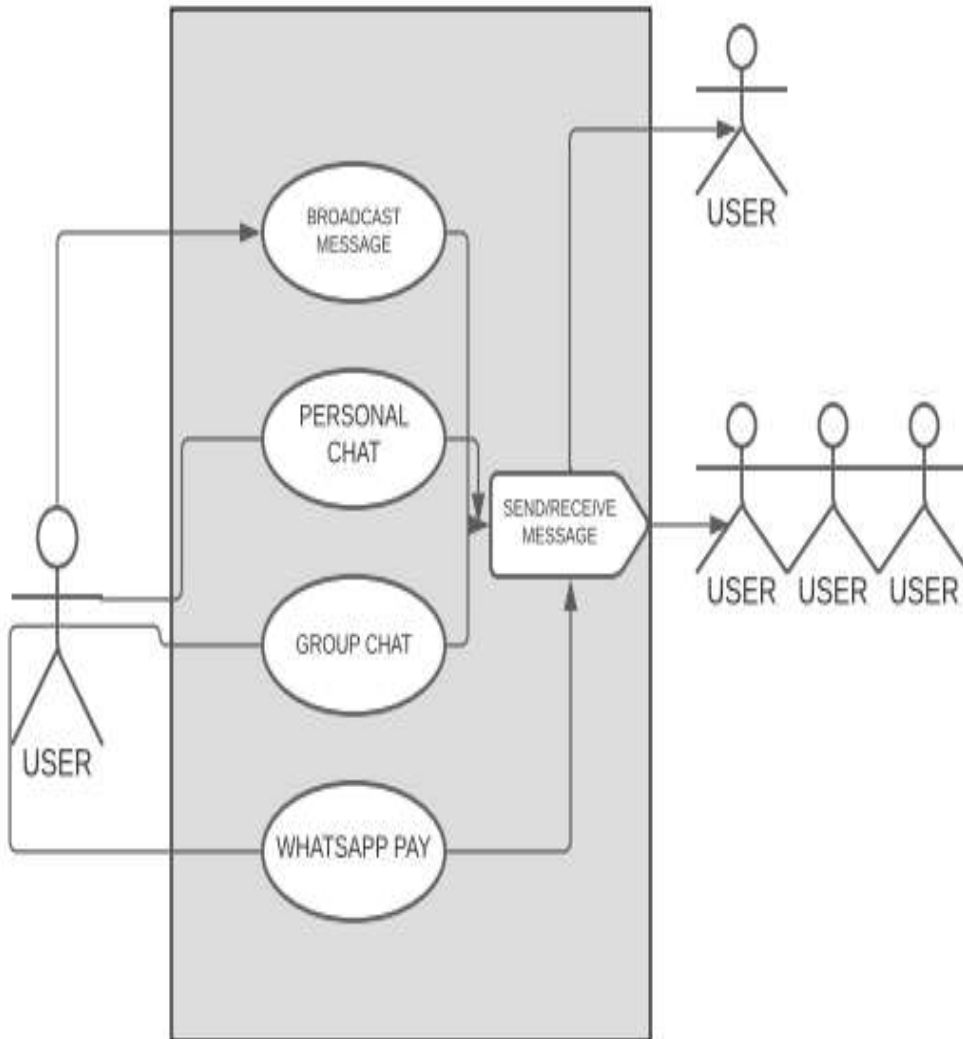 USER
BROADCAST
MESSAGE
PERSONAL
CHAT
SEND/RECEIVE
MESSAGE
USER
USER
USER
GROUP CHAT
USER
WHATSAPP PAY